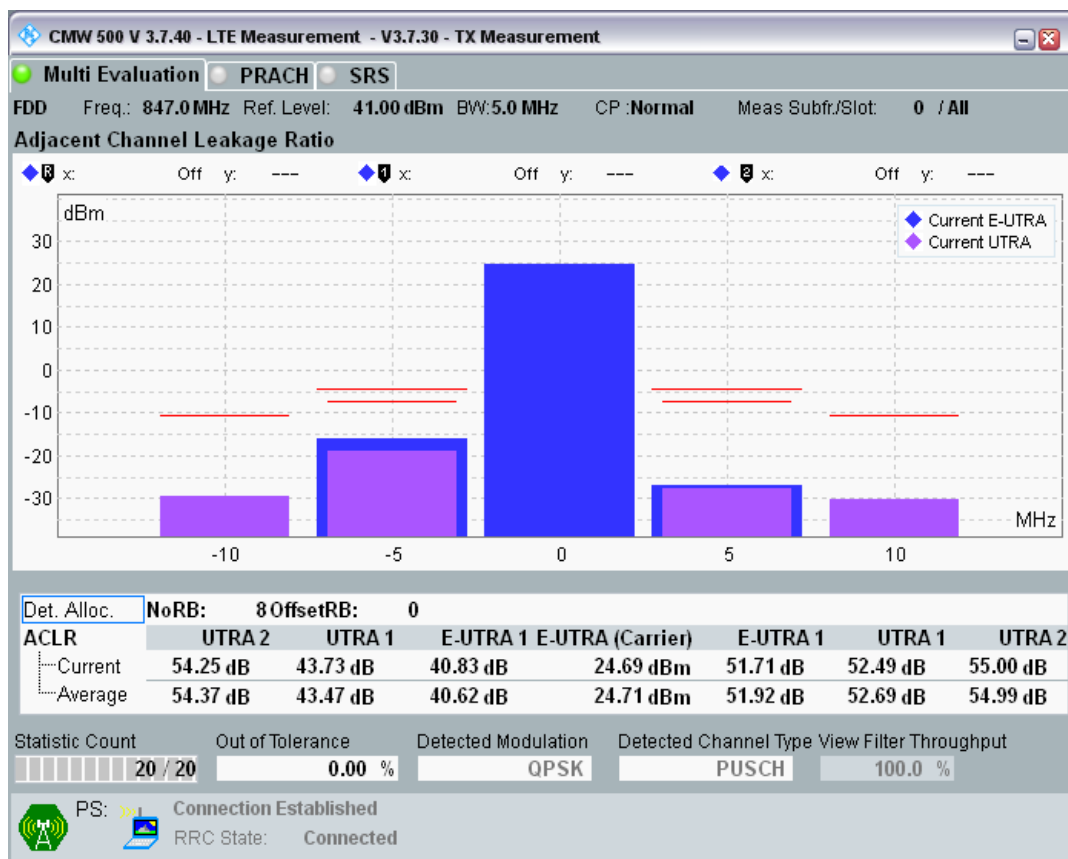 CMW 500 V 3.7.40 - LTE Measurement - V3.7.30 - TX Measurement
Multi Evaluation PRACH SRS
FDD Freq.: 847.0 MHz Ref. Level: 41.00 dBm BW:5.0 MHz CP :Normal Meas Subfr./Slot: 0 / All
Adjacent Channel Leakage Ratio
R x: Off y: --- 1 x: Off y: --- 2 x: Off y: ---
dBm
Current E-UTRA
Current UTRA
30
20
10
0
-10
-20
-30
MHz
-10 -5 0 5 10
Det. Alloc. NoRB: 8 OffsetRB: 0
ACLR UTRA 2 UTRA 1 E-UTRA 1 E-UTRA (Carrier) E-UTRA 1 UTRA 1 UTRA 2
Current 54.25 dB 43.73 dB 40.83 dB 24.69 dBm 51.71 dB 52.49 dB 55.00 dB
Average 54.37 dB 43.47 dB 40.62 dB 24.71 dBm 51.92 dB 52.69 dB 54.99 dB
Statistic Count Out of Tolerance Detected Modulation Detected Channel Type View Filter Throughput
20 / 20 0.00 % QPSK PUSCH 100.0 %
PS: Connection Established
RRC State: Connected